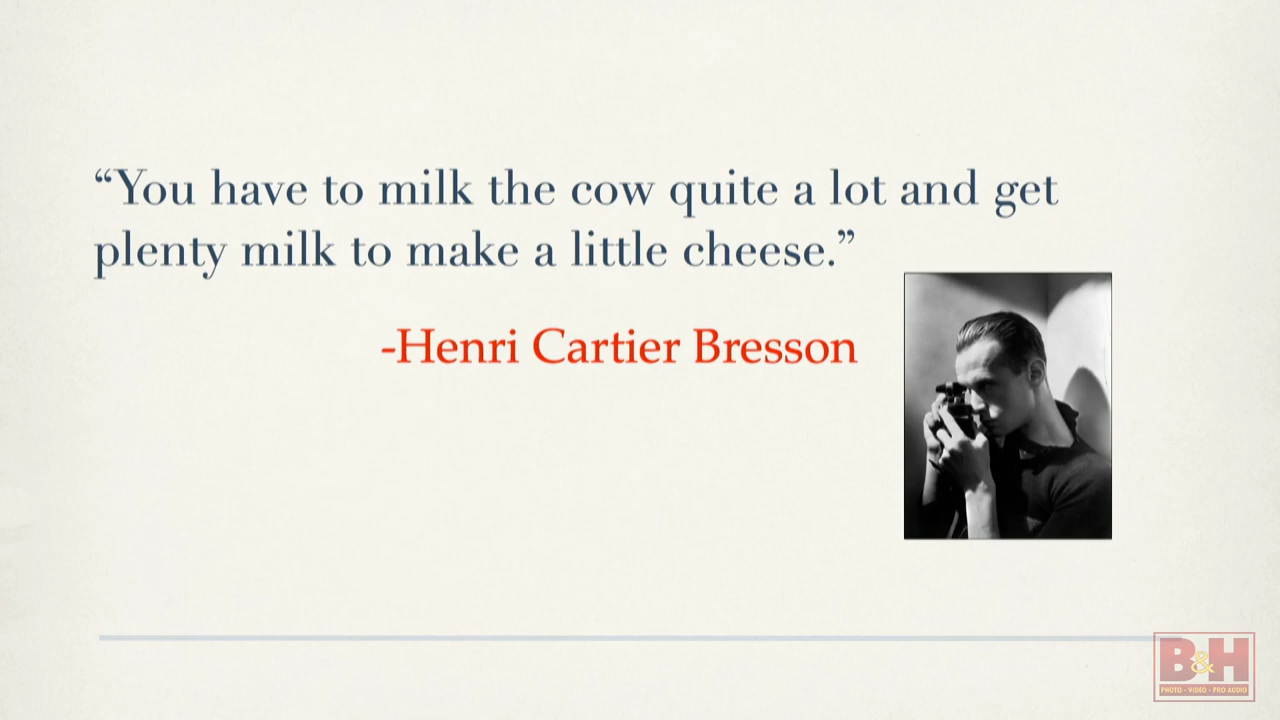 “You have to milk the cow quite a lot and get
plenty milk to make a little cheese.”
-Henri Cartier Bresson
B&H
PHOTO - VIDEO - PRO AUDIO